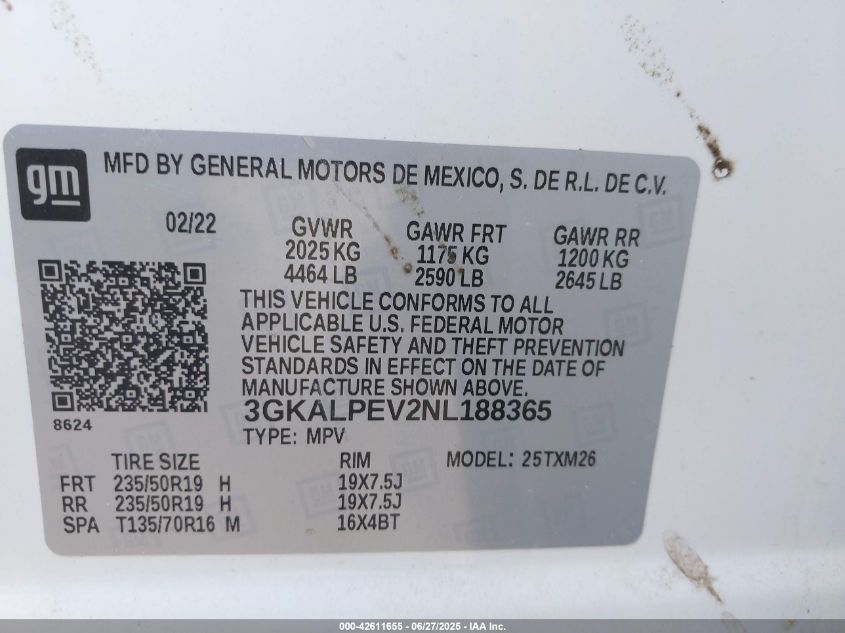 gm
MFD BY GENERAL MOTORS DE MEXICO, S. DE R.L. DE C.V.
02/22 GVWR GAWR FRT GAWR RR
2025 KG 1175 KG 1200 KG
4464 LB 2590 LB 2645 LB
THIS VEHICLE CONFORMS TO ALL
APPLICABLE U.S. FEDERAL MOTOR
VEHICLE SAFETY AND THEFT PREVENTION
STANDARDS IN EFFECT ON THE DATE OF
MANUFACTURE SHOWN ABOVE.
8624 3GKALPEV2NL188365
TYPE: MPV
TIRE SIZE RIM MODEL: 25TXM26
FRT 235/50R19 H 19X7.5J
RR 235/50R19 H 19X7.5J
SPA T135/70R16 M 16X4BT
000-42611655 - 06/27/2025 - IAA Inc.